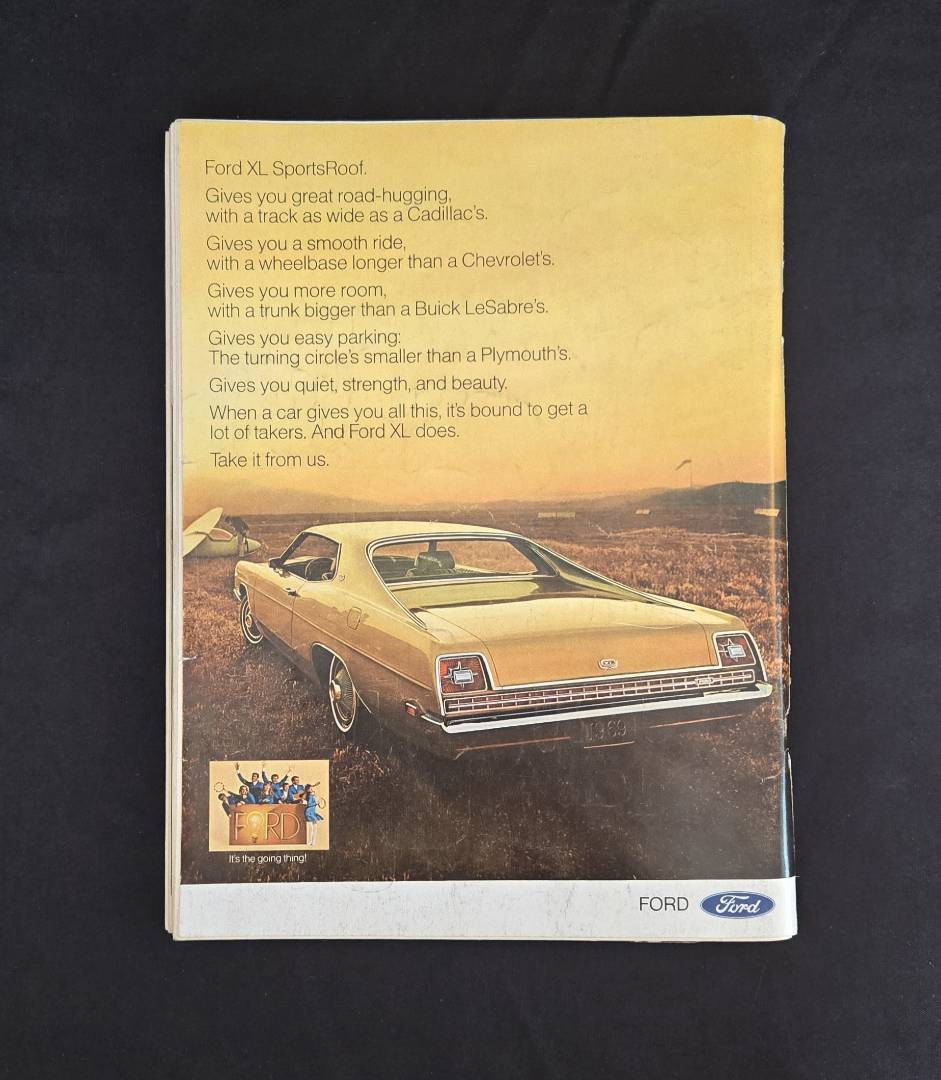 Ford XL SportsRoof.
Gives you great road-hugging,
with a track as wide as a Cadillac's.
Gives you a smooth ride,
with a wheelbase longer than a Chevrolet's.
Gives you more room,
with a trunk bigger than a Buick LeSabre's.
Gives you easy parking:
The turning circle's smaller than a Plymouth's.
Gives you quiet, strength, and beauty.
When a car gives you all this, it's bound to get a
lot of takers. And Ford XL does.
Take it from us.
XL
1969
FORD
It's the going thing!
FORD Ford